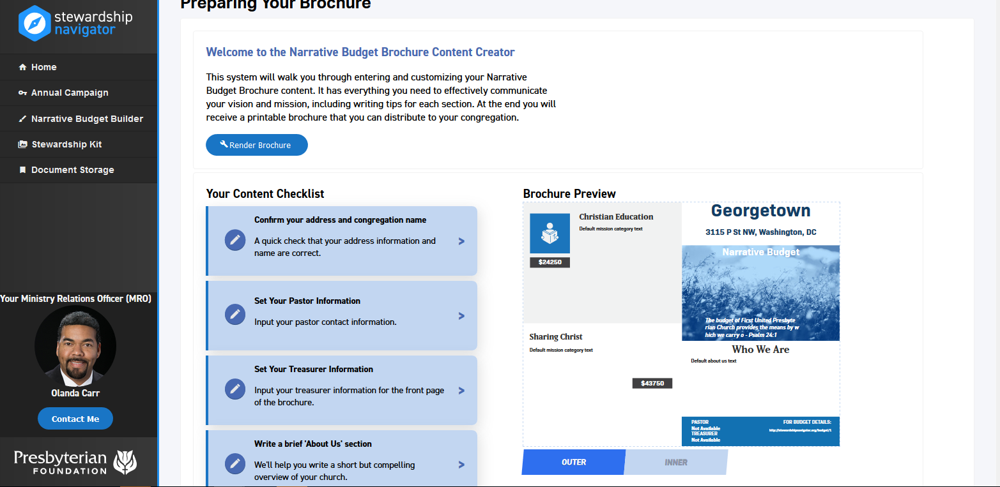 Preparing Your Brochure
stewardship
navigator
Home
Annual Campaign
Narrative Budget Builder
Stewardship Kit
Document Storage
Your Ministry Relations Officer (MRO)
Olanda Carr
Contact Me
Presbyterian
FOUNDATION
Welcome to the Narrative Budget Brochure Content Creator
This system will walk you through entering and customizing your Narrative
Budget Brochure content. It has everything you need to effectively communicate
your vision and mission, including writing tips for each section. At the end you will
receive a printable brochure that you can distribute to your congregation.
Render Brochure
Your Content Checklist
Confirm your address and congregation name
A quick check that your address information and
name are correct.
>
Set Your Pastor Information
Input your pastor contact information.
>
Set Your Treasurer Information
Input your treasurer information for the front page
of the brochure.
>
Write a brief 'About Us' section
We'll help you write a short but compelling
overview of your church.
>
Brochure Preview
Christian Education
Default mission category text
$24250
Sharing Christ
Default mission category text
$43750
Georgetown
3115 P St NW, Washington, DC
Narrative Budget
The budget of First United Presbyte
rian Church provides the means by w
hich we carry o - Psalm 24:1
Who We Are
Default about us text
PASTOR
Not Available
TREASURER
Not Available
FOR BUDGET DETAILS:
http://stewardshipnavigator.org/budget/1
OUTER
INNER